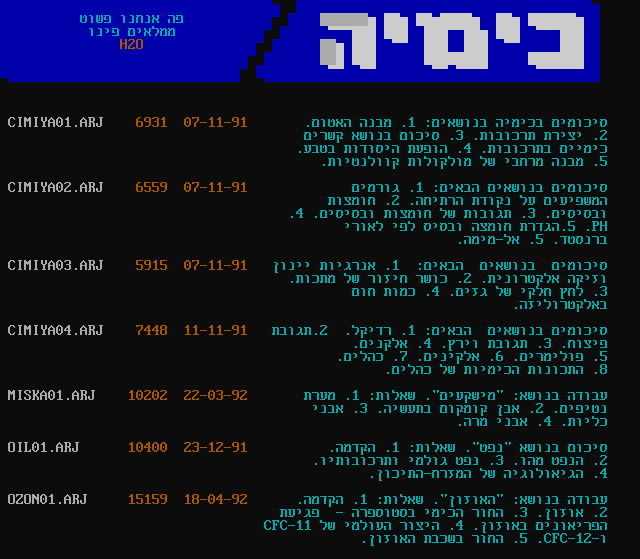 פה אנחנו פשוט
ממלאים פינו
H2O
כימיה
CIMIYA01.ARJ 6931 07-11-91 סיכומים בכימיה בנושאים: 1. מבנה האטום.
2. יצירת תרכובות. 3. סיכום בנושא קשרים
כימיים בתרכובות. 4. הופעת היסודות בטבע.
5. מבנה מרחבי של מולקולות קוולנטיות.
CIMIYA02.ARJ 6559 07-11-91 סיכומים בנושאים הבאים: 1. גורמים
המשפיעים על נקודת הרתיחה. 2. חומצות
ובסיסים. 3. תגובות של חומצות ובסיסים. 4.
PH. 5.הגדרת חומצה ובסיס לפי לאורי
ברנסטד. 5. אל-מימה.
CIMIYA03.ARJ 5915 07-11-91 סיכומים בנושאים הבאים: 1. אנרגיות יינון
וזיקה אלקטרונית. 2. כושר חיזור של מתכות.
3. לחץ חלקי של גזים. 4. כמות חום
באלקטרוליזה.
CIMIYA04.ARJ 7448 11-11-91 סיכומים בנושאים הבאים: 1. רדיקל. 2.תגובת
פיצוח. 3. תגובת וירץ. 4. אלקנים.
5. פולימרים. 6. אלקינים. 7. כהלים.
8. התכונות הכימיות של כהלים.
MISKA01.ARJ 10202 22-03-92 עבודה בנושא: "מישקעים". שאלות: 1. מערת
נטיפים. 2. אבן קומקום בתעשיה. 3. אבני
כליות. 4. אבני מרה.
OIL01.ARJ 10400 23-12-91 סיכום בנושא "נפט". שאלות: 1. הקדמה.
2. הנפט מהו. 3. נפט גולמי ותרכובותיו.
4. הגיאולוגיה של המזרח-התיכון.
OZON01.ARJ 15159 18-04-92 עבודה בנושא: "האוזון". שאלות: 1. הקדמה.
2. אוזון. 3. החור הכימי בסטוספרה - פגיעת
הפריאונים באוזון. 4. היצור העולמי של CFC-11
ו-CFC-12. 5. החור בשכבת האוזון.